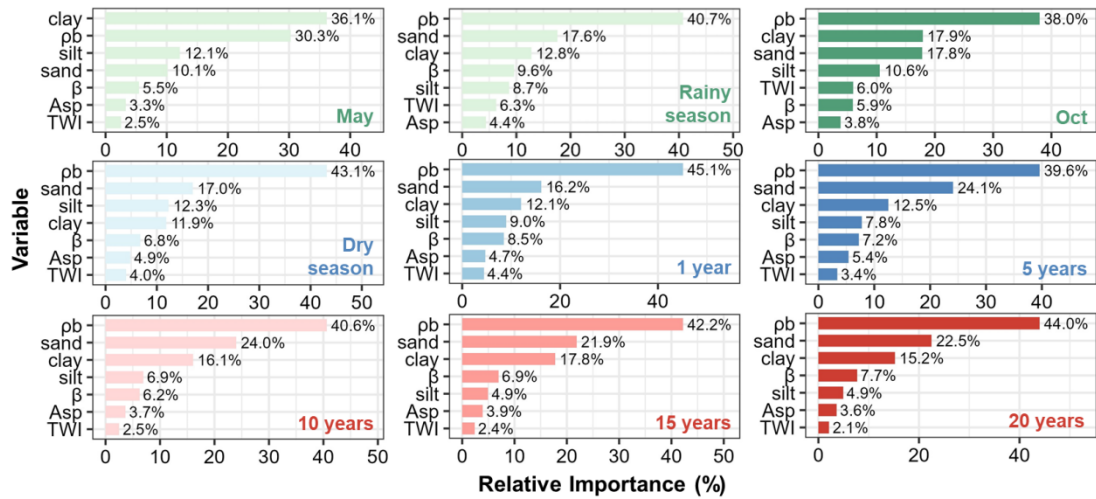 Variable
clay 36.1%
ρb 30.3%
silt 12.1%
sand 10.1%
β 5.5%
Asp 3.3%
TWI 2.5%
May
0 10 20 30 40
ρb 40.7%
sand 17.6%
clay 12.8%
β 9.6%
silt 8.7%
TWI 6.3%
Asp 4.4%
Rainy
season
0 10 20 30 40 50
ρb 38.0%
clay 17.9%
sand 17.8%
silt 10.6%
TWI 6.0%
β 5.9%
Asp 3.8%
Oct
0 10 20 30 40
ρb 43.1%
sand 17.0%
silt 12.3%
clay 11.9%
β 6.8%
Asp 4.9%
TWI 4.0%
Dry
season
0 10 20 30 40 50
ρb 45.1%
sand 16.2%
clay 12.1%
silt 9.0%
β 8.5%
Asp 4.7%
TWI 4.4%
1 year
0 20 40
ρb 39.6%
sand 24.1%
clay 12.5%
silt 7.8%
β 7.2%
Asp 5.4%
TWI 3.4%
5 years
0 10 20 30 40
ρb 40.6%
sand 24.0%
clay 16.1%
silt 6.9%
β 6.2%
Asp 3.7%
TWI 2.5%
10 years
0 10 20 30 40 50
ρb 42.2%
sand 21.9%
clay 17.8%
β 6.9%
silt 4.9%
Asp 3.9%
TWI 2.4%
15 years
0 10 20 30 40 50
ρb 44.0%
sand 22.5%
clay 15.2%
β 7.7%
silt 4.9%
Asp 3.6%
TWI 2.1%
20 years
0 20 40
Relative Importance (%)